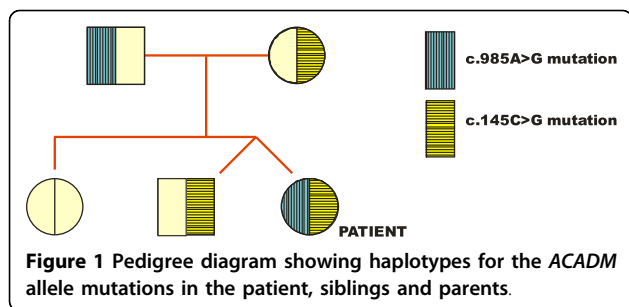 c.985A>G mutation
c.145C>G mutation
PATIENT
Figure 1 Pedigree diagram showing haplotypes for the ACADM
allele mutations in the patient, siblings and parents.